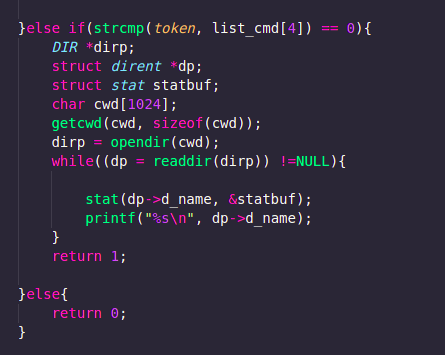 }else if(strcmp(token, list_cmd[4]) == 0){
DIR *dirp;
struct dirent *dp;
struct stat statbuf;
char cwd[1024];
getcwd(cwd, sizeof(cwd));
dirp = opendir(cwd);
while((dp = readdir(dirp)) !=NULL){
stat(dp->d_name, &statbuf);
printf("%s\n", dp->d_name);
}
return 1;
}else{
return 0;
}